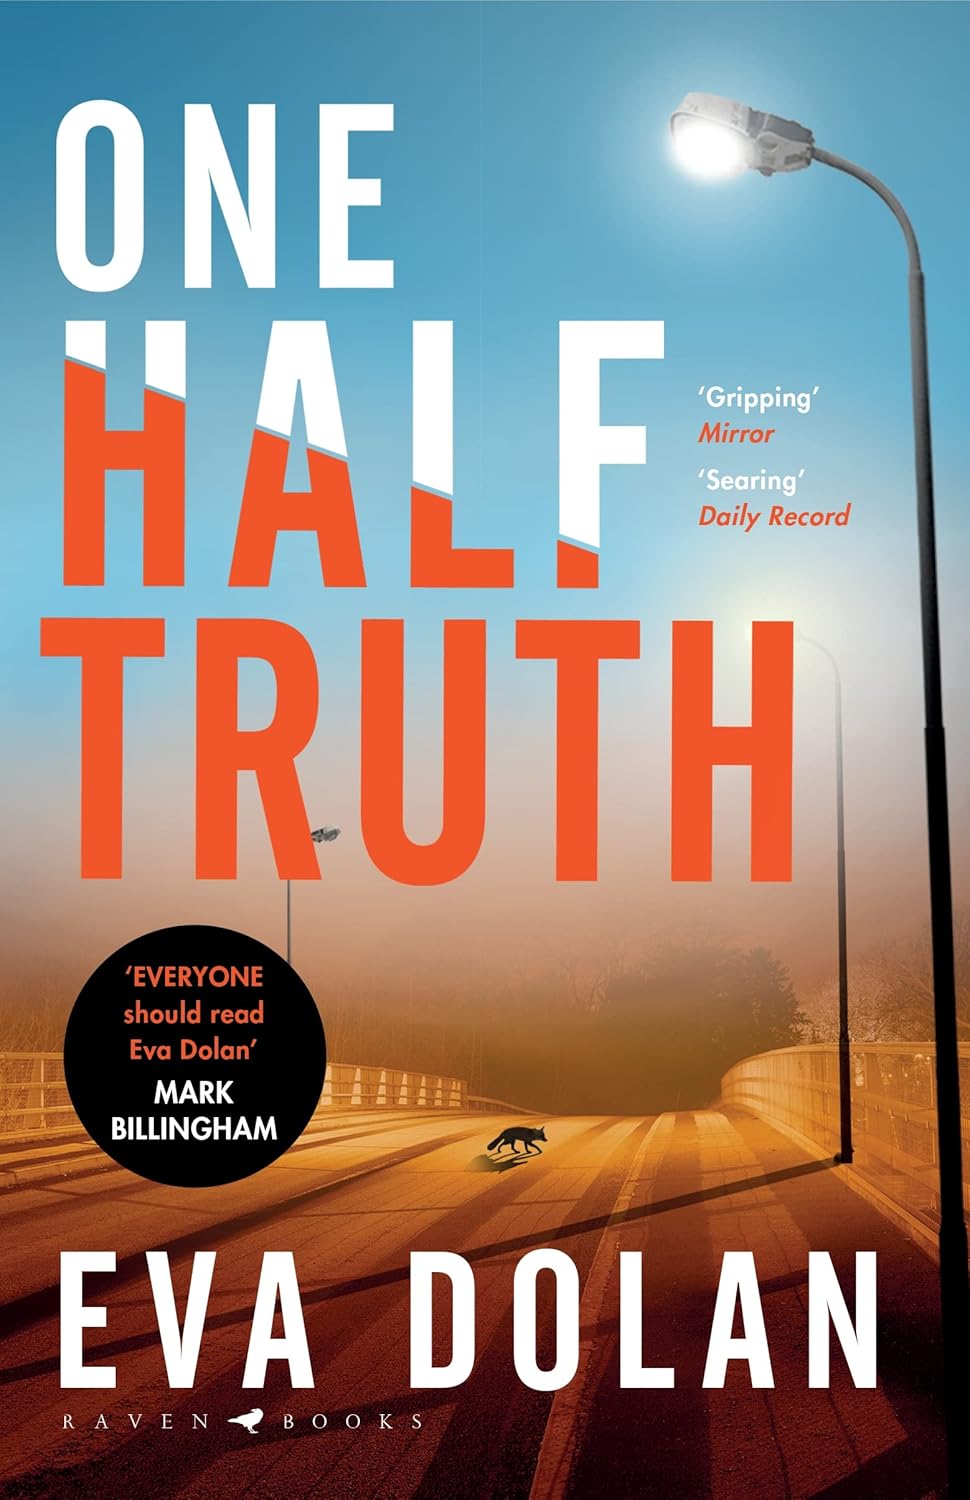 ONE
HALF
TRUTH
‘Gripping’
Mirror
‘Searing’
Daily Record
‘EVERYONE
should read
Eva Dolan’
MARK
BILLINGHAM
EVA DOLAN
RAVEN BOOKS